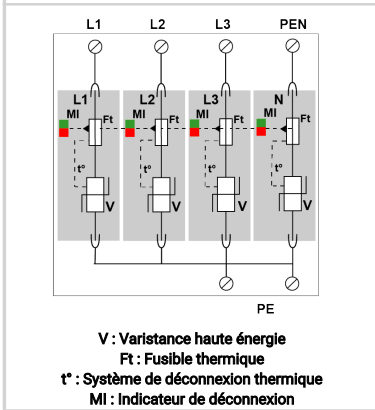 L1 L2 L3 PEN
L1 L2 L3 N
MI MI MI MI
Ft Ft Ft Ft
t° t° t° t°
V V V V
PE
V : Varistance haute énergie
Ft : Fusible thermique
t° : Système de déconnexion thermique
MI : Indicateur de déconnexion